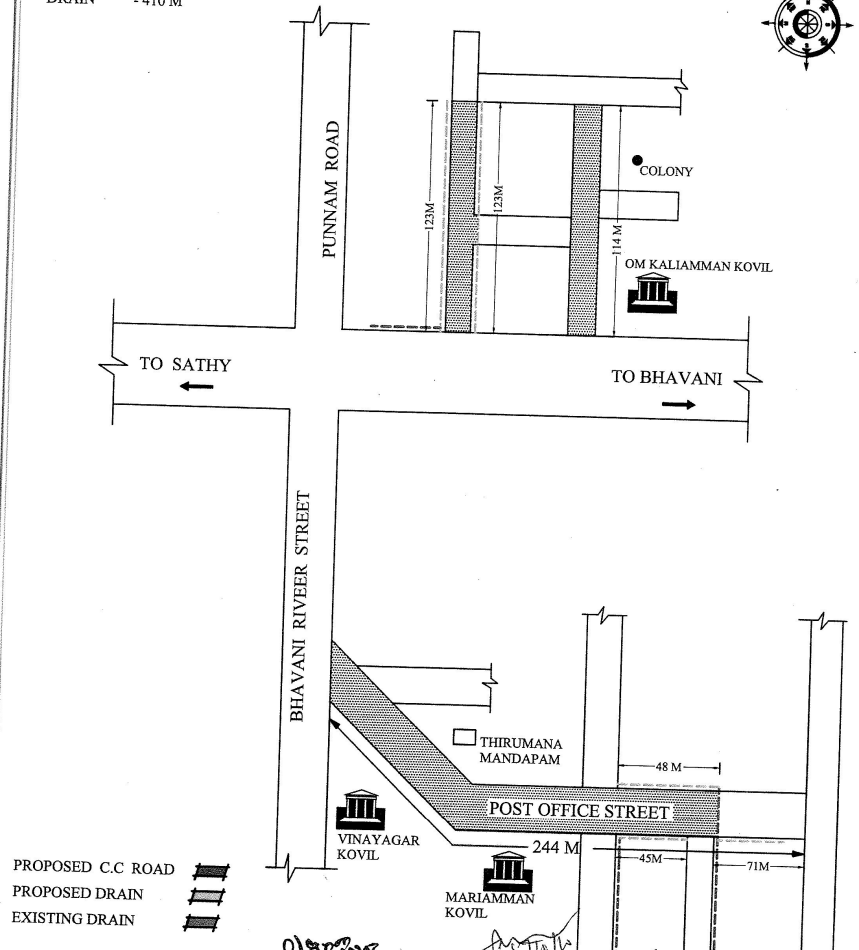 DRAIN - 410 M
PUNNAM ROAD
123M
123M
114 M
COLONY
OM KALIAMMAN KOVIL
TO SATHY
TO BHAVANI
BHAVANI RIVEER STREET
THIRUMANA
MANDAPAM
48 M
POST OFFICE STREET
VINAYAGAR
KOVIL
244 M
45M
71M
MARIAMMAN
KOVIL
PROPOSED C.C ROAD
PROPOSED DRAIN
EXISTING DRAIN